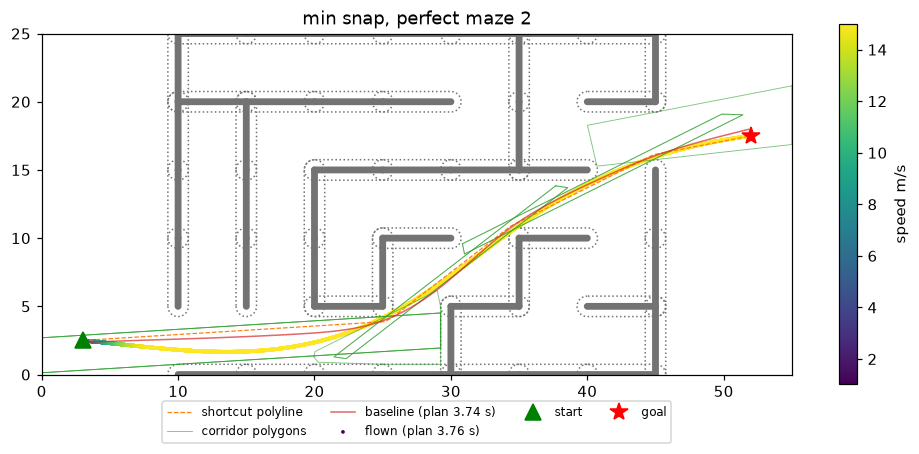 min snap, perfect maze 2
25
20
15
10
5
0
0
10
20
30
40
50
14
12
10
8
6
4
2
speed m/s
shortcut polyline
baseline (plan 3.74 s)
start
goal
corridor polygons
flown (plan 3.76 s)